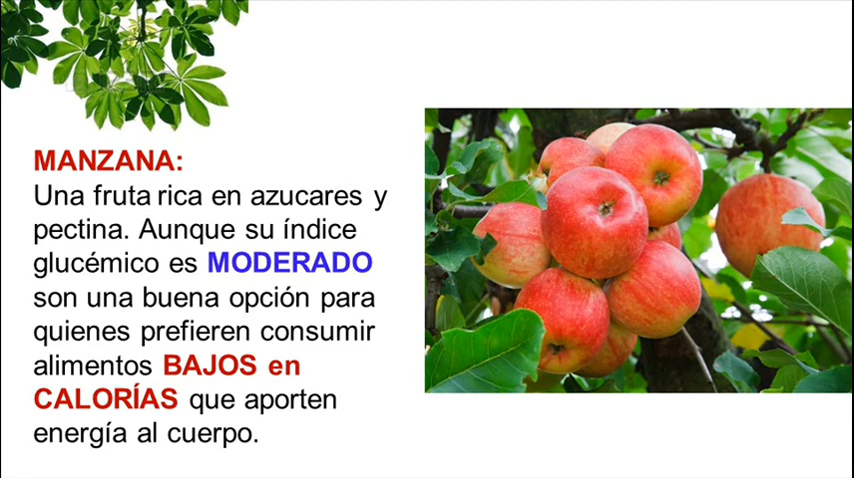 MANZANA:
Una fruta rica en azucares y
pectina. Aunque su índice
glucémico es MODERADO
son una buena opción para
quienes prefieren consumir
alimentos BAJOS en
CALORÍAS que aporten
energía al cuerpo.